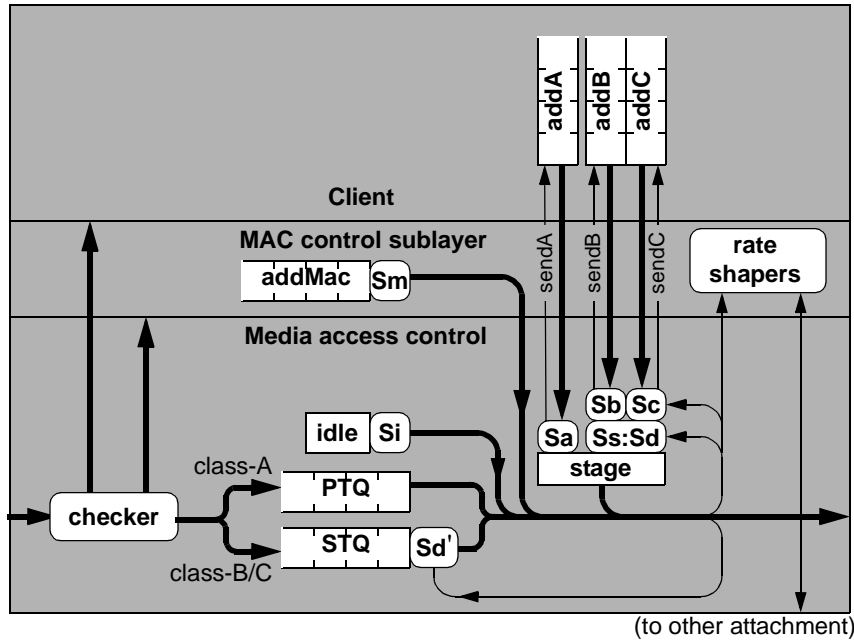 addA
addB
addC
Client
MAC control sublayer
addMac
Sm
sendA
sendB
sendC
rate
shapers
Media access control
Sb
Sc
idle
Si
Sa
Ss:Sd
stage
class-A
PTQ
checker
STQ
Sd'
class-B/C
(to other attachment)